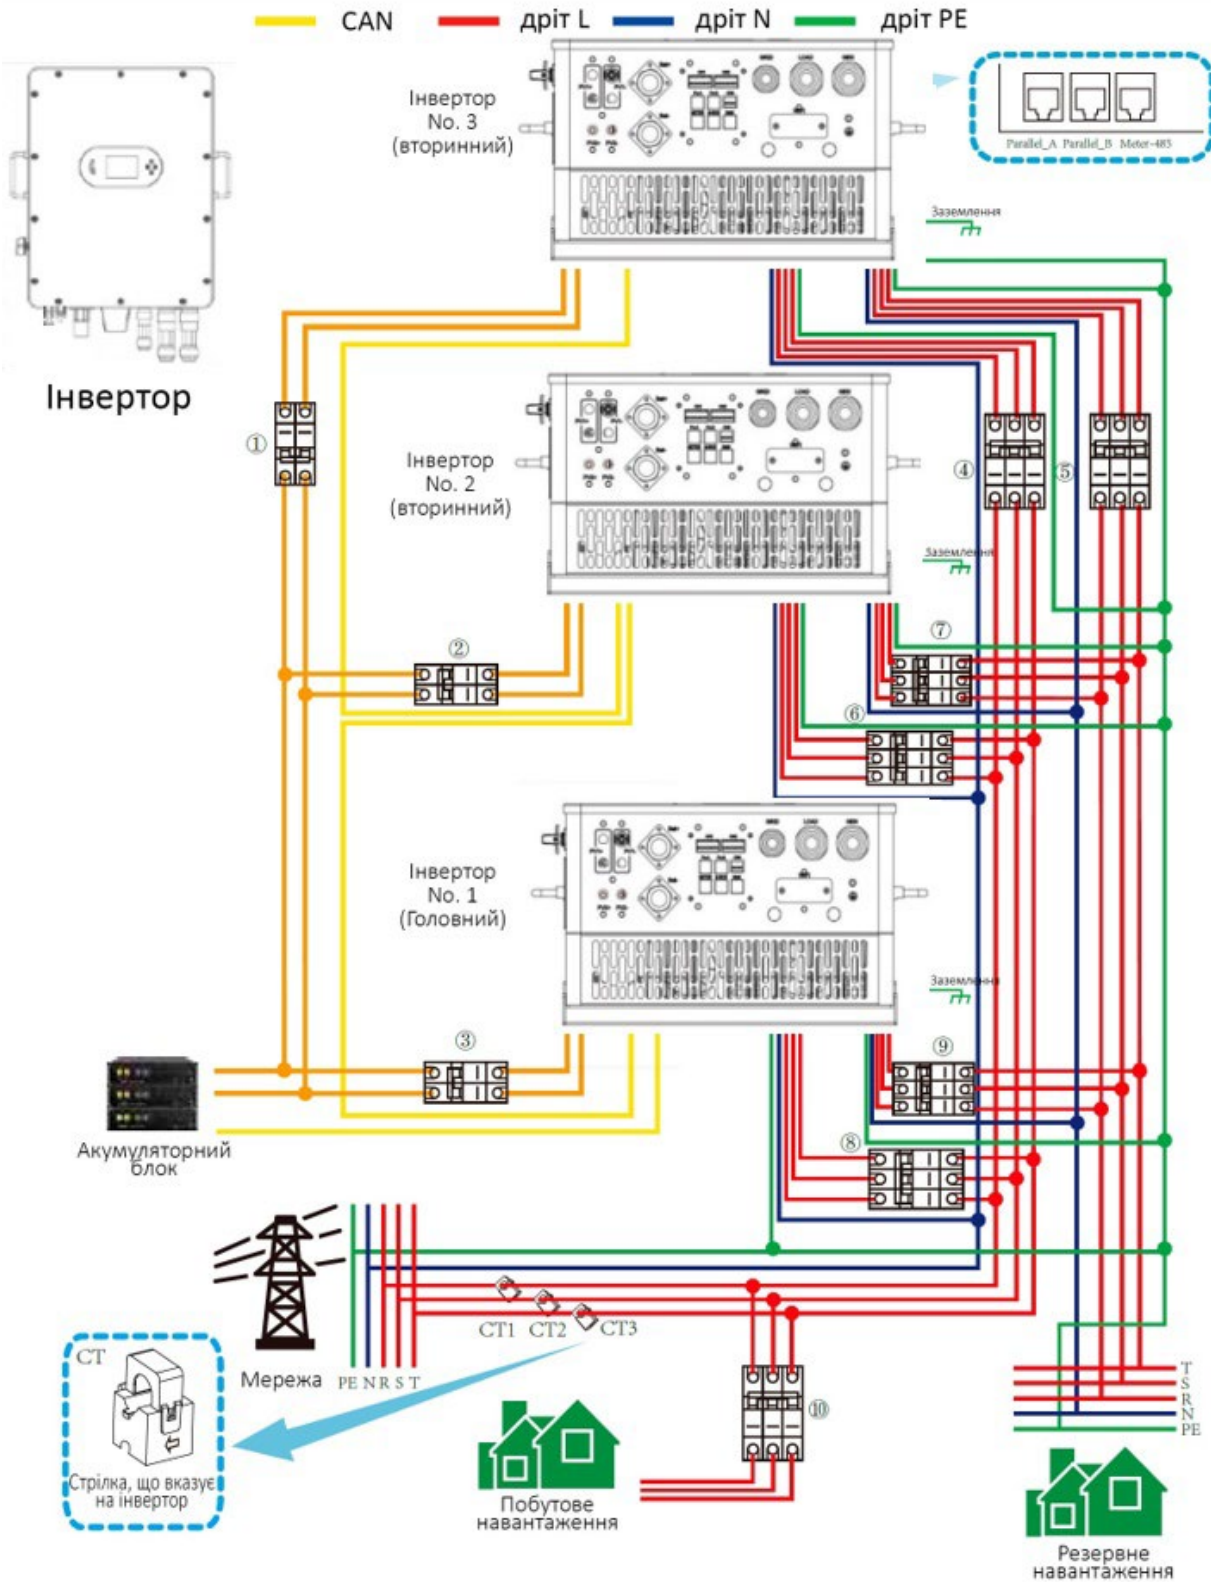 CAN дріт L дріт N дріт PE
Інвертор
No. 3
(вторинний)
Parallel_A Parallel_B Meter-485
Заземлення
Інвертор
①
Інвертор
No. 2
(вторинний)
④
⑤
Заземлення
②
⑦
⑥
Інвертор
No. 1
(Головний)
Заземлення
③
⑨
Акумуляторний
блок
⑧
CT1 CT2 CT3
CT
Мережа PE N R S T
Стрілка, що вказує
на інвертор
⑩
Побутове
навантаження
T
S
R
N
PE
Резервне
навантаження